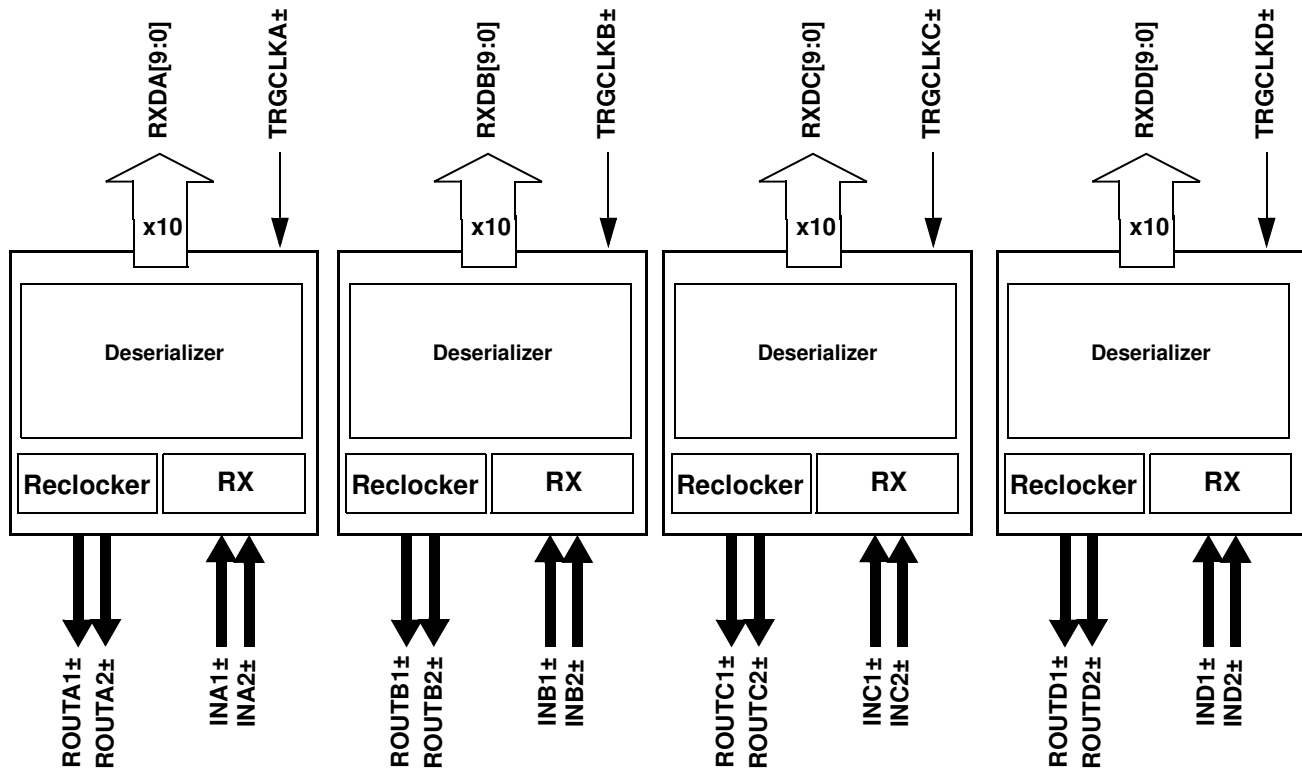 RXDA[9:0]
TRGCLKA±
RXDB[9:0]
TRGCLKB±
RXDC[9:0]
TRGCLKC±
RXDD[9:0]
TRGCLKD±
x10
x10
x10
x10
Deserializer
Deserializer
Deserializer
Deserializer
Reclocker
RX
Reclocker
RX
Reclocker
RX
Reclocker
RX
ROUTA1±
ROUTA2±
INA1±
INA2±
ROUTB1±
ROUTB2±
INB1±
INB2±
ROUTC1±
ROUTC2±
INC1±
INC2±
ROUTD1±
ROUTD2±
IND1±
IND2±